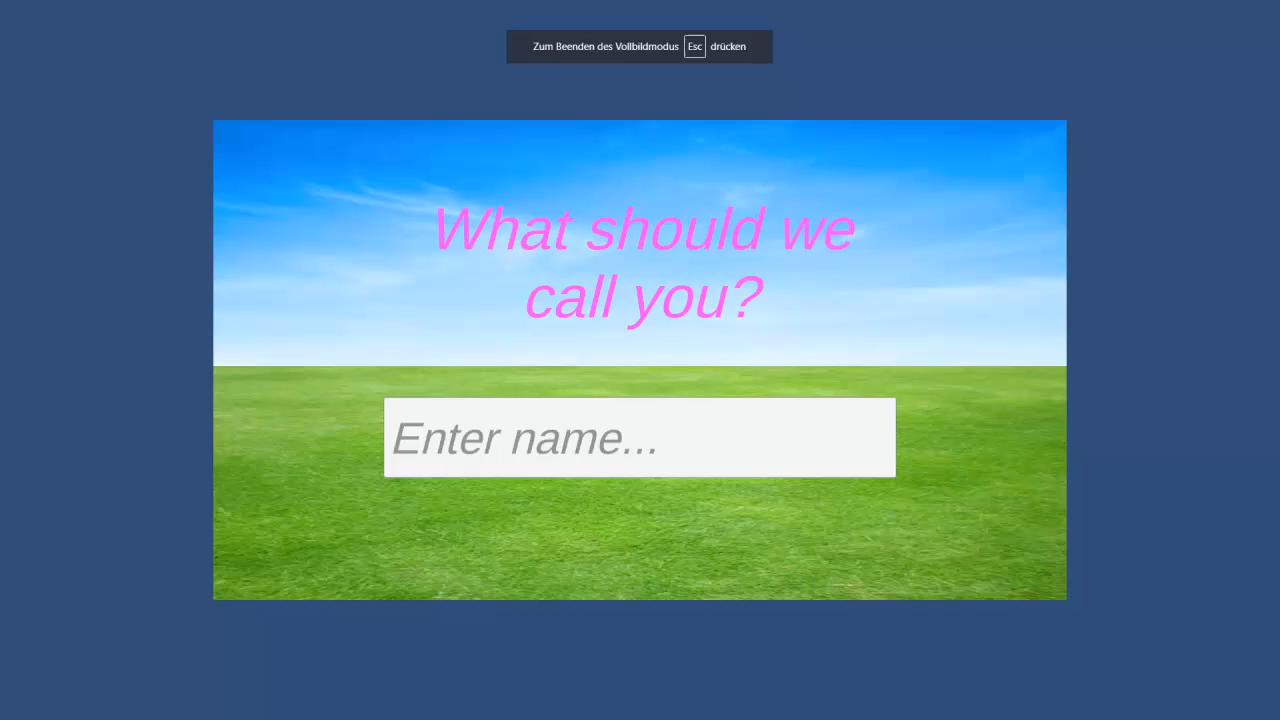 Zum Beenden des Vollbildmodus Esc drücken
What should we
call you?
Enter name...